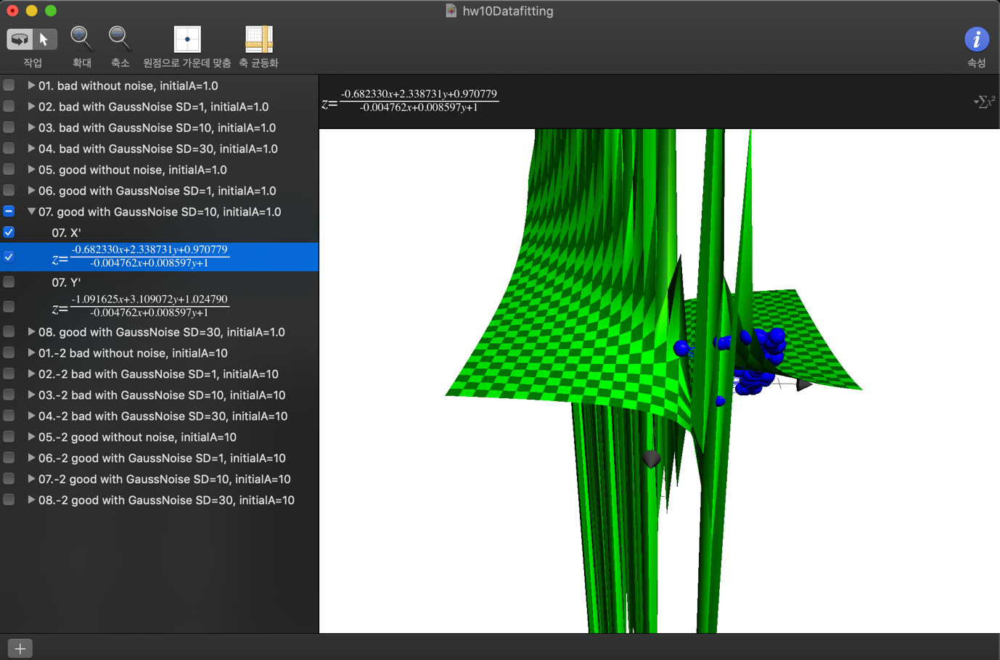 hw10Datafitting
작업
확대
축소
원점으로 가운데 맞춤
축 균등화
속성
01. bad without noise, initialA=1.0
02. bad with GaussNoise SD=1, initialA=1.0
03. bad with GaussNoise SD=10, initialA=1.0
04. bad with GaussNoise SD=30, initialA=1.0
05. good without noise, initialA=1.0
06. good with GaussNoise SD=1, initialA=1.0
07. good with GaussNoise SD=10, initialA=1.0
07. X'
z=
-0.682330x+2.338731y+0.970779
-0.004762x+0.008597y+1
07. Y'
z=
-1.091625x+3.109072y+1.024790
-0.004762x+0.008597y+1
08. good with GaussNoise SD=30, initialA=1.0
01.-2 bad without noise, initialA=10
02.-2 bad with GaussNoise SD=1, initialA=10
03.-2 bad with GaussNoise SD=10, initialA=10
04.-2 bad with GaussNoise SD=30, initialA=10
05.-2 good without noise, initialA=10
06.-2 good with GaussNoise SD=1, initialA=10
07.-2 good with GaussNoise SD=10, initialA=10
08.-2 good with GaussNoise SD=30, initialA=10
z=
-0.682330x+2.338731y+0.970779
-0.004762x+0.008597y+1
∑x²